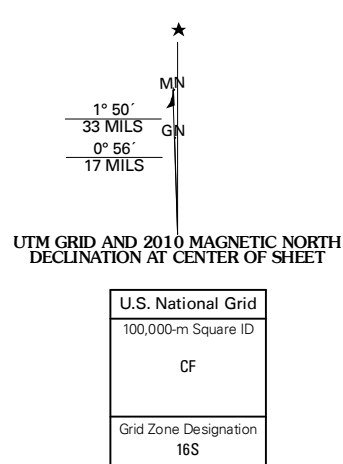 ★
MN
1° 50´
33 MILS
GN
0° 56´
17 MILS
UTM GRID AND 2010 MAGNETIC NORTH
DECLINATION AT CENTER OF SHEET
U.S. National Grid
100,000-m Square ID
CF
Grid Zone Designation
16S